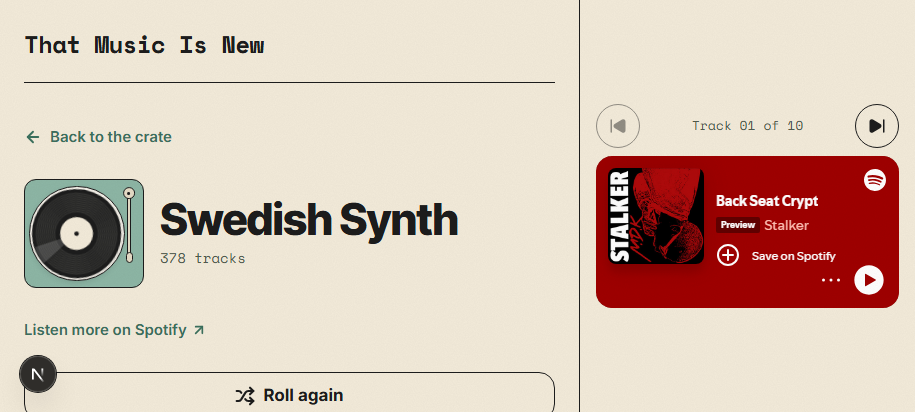 That Music Is New
Back to the crate
Swedish Synth
378 tracks
Listen more on Spotify
N
Roll again
Track 01 of 10
STALKER
Back Seat Crypt
Preview Stalker
Save on Spotify